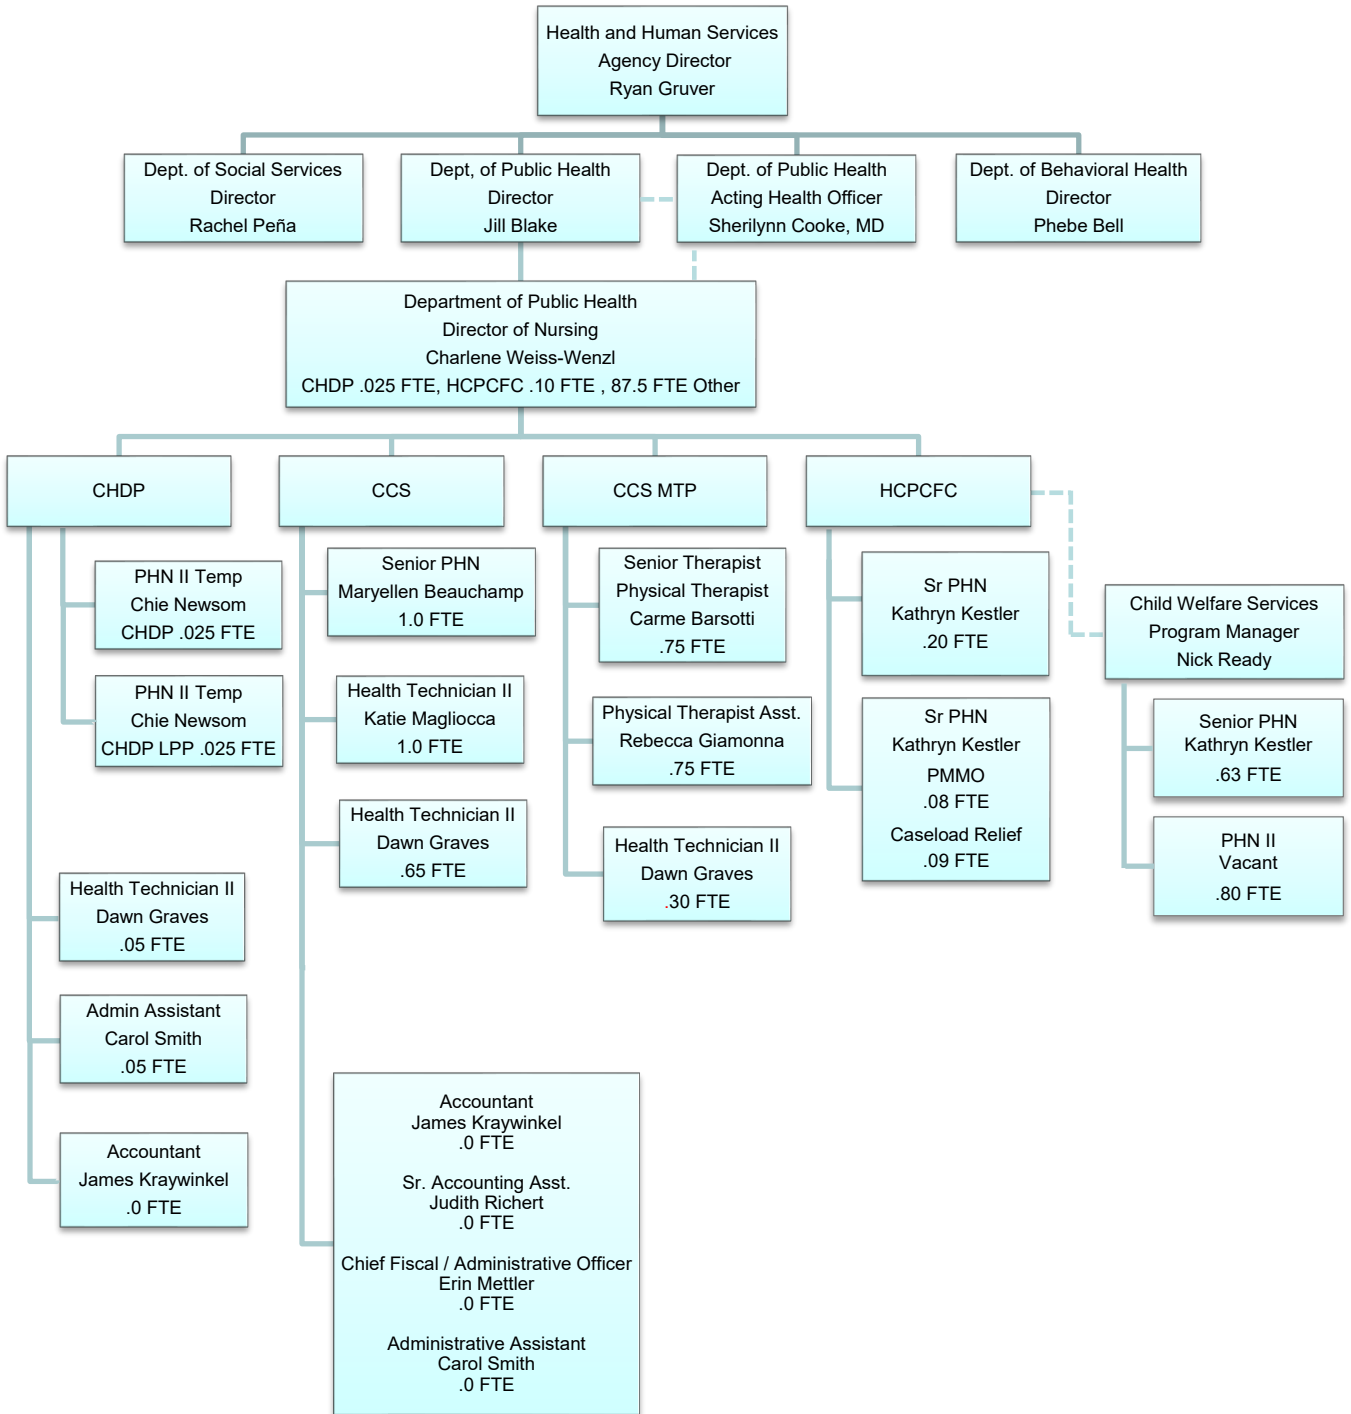 Health and Human Services
Agency Director
Ryan Gruver
Dept. of Social Services
Director
Rachel Peña
Dept, of Public Health
Director
Jill Blake
Dept. of Public Health
Acting Health Officer
Sherilynn Cooke, MD
Dept. of Behavioral Health
Director
Phebe Bell
Department of Public Health
Director of Nursing
Charlene Weiss-Wenzl
CHDP .025 FTE, HCPCFC .10 FTE , 87.5 FTE Other
CHDP
CCS
CCS MTP
HCPCFC
PHN II Temp
Chie Newsom
CHDP .025 FTE
PHN II Temp
Chie Newsom
CHDP LPP .025 FTE
Health Technician II
Dawn Graves
.05 FTE
Admin Assistant
Carol Smith
.05 FTE
Accountant
James Kraywinkel
.0 FTE
Senior PHN
Maryellen Beauchamp
1.0 FTE
Health Technician II
Katie Magliocca
1.0 FTE
Health Technician II
Dawn Graves
.65 FTE
Accountant
James Kraywinkel
.0 FTE
Sr. Accounting Asst.
Judith Richert
.0 FTE
Chief Fiscal / Administrative Officer
Erin Mettler
.0 FTE
Administrative Assistant
Carol Smith
.0 FTE
Senior Therapist
Physical Therapist
Carme Barsotti
.75 FTE
Physical Therapist Asst.
Rebecca Giamonna
.75 FTE
Health Technician II
Dawn Graves
.30 FTE
Sr PHN
Kathryn Kestler
.20 FTE
Sr PHN
Kathryn Kestler
PMMO
.08 FTE
Caseload Relief
.09 FTE
Child Welfare Services
Program Manager
Nick Ready
Senior PHN
Kathryn Kestler
.63 FTE
PHN II
Vacant
.80 FTE